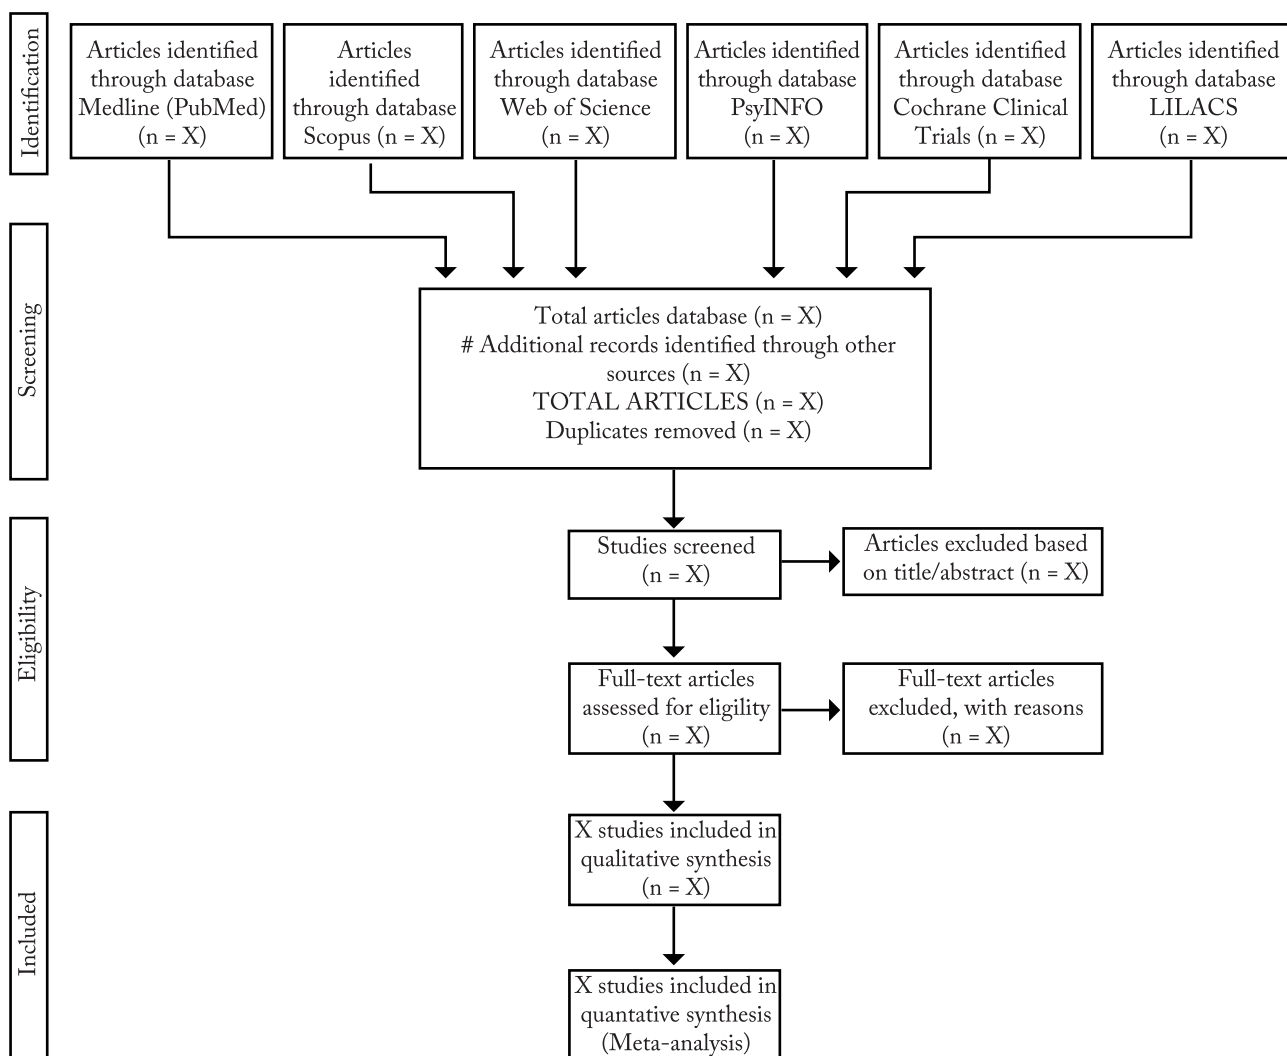 Identification
Articles identified
through database
Medline (PubMed)
(n = X)
Articles
identified
through database
Scopus (n = X)
Articles identified
through database
Web of Science
(n = X)
Articles identified
through database
PsyINFO
(n = X)
Articles identified
through database
Cochrane Clinical
Trials (n = X)
Articles identified
through database
LILACS
(n = X)
Screening
Total articles database (n = X)
# Additional records identified through other
sources (n = X)
TOTAL ARTICLES (n = X)
Duplicates removed (n = X)
Eligibility
Studies screened
(n = X)
Articles excluded based
on title/abstract (n = X)
Full-text articles
assessed for eligility
(n = X)
Full-text articles
excluded, with reasons
(n = X)
Included
X studies included in
qualitative synthesis
(n = X)
X studies included in
quantative synthesis
(Meta-analysis)